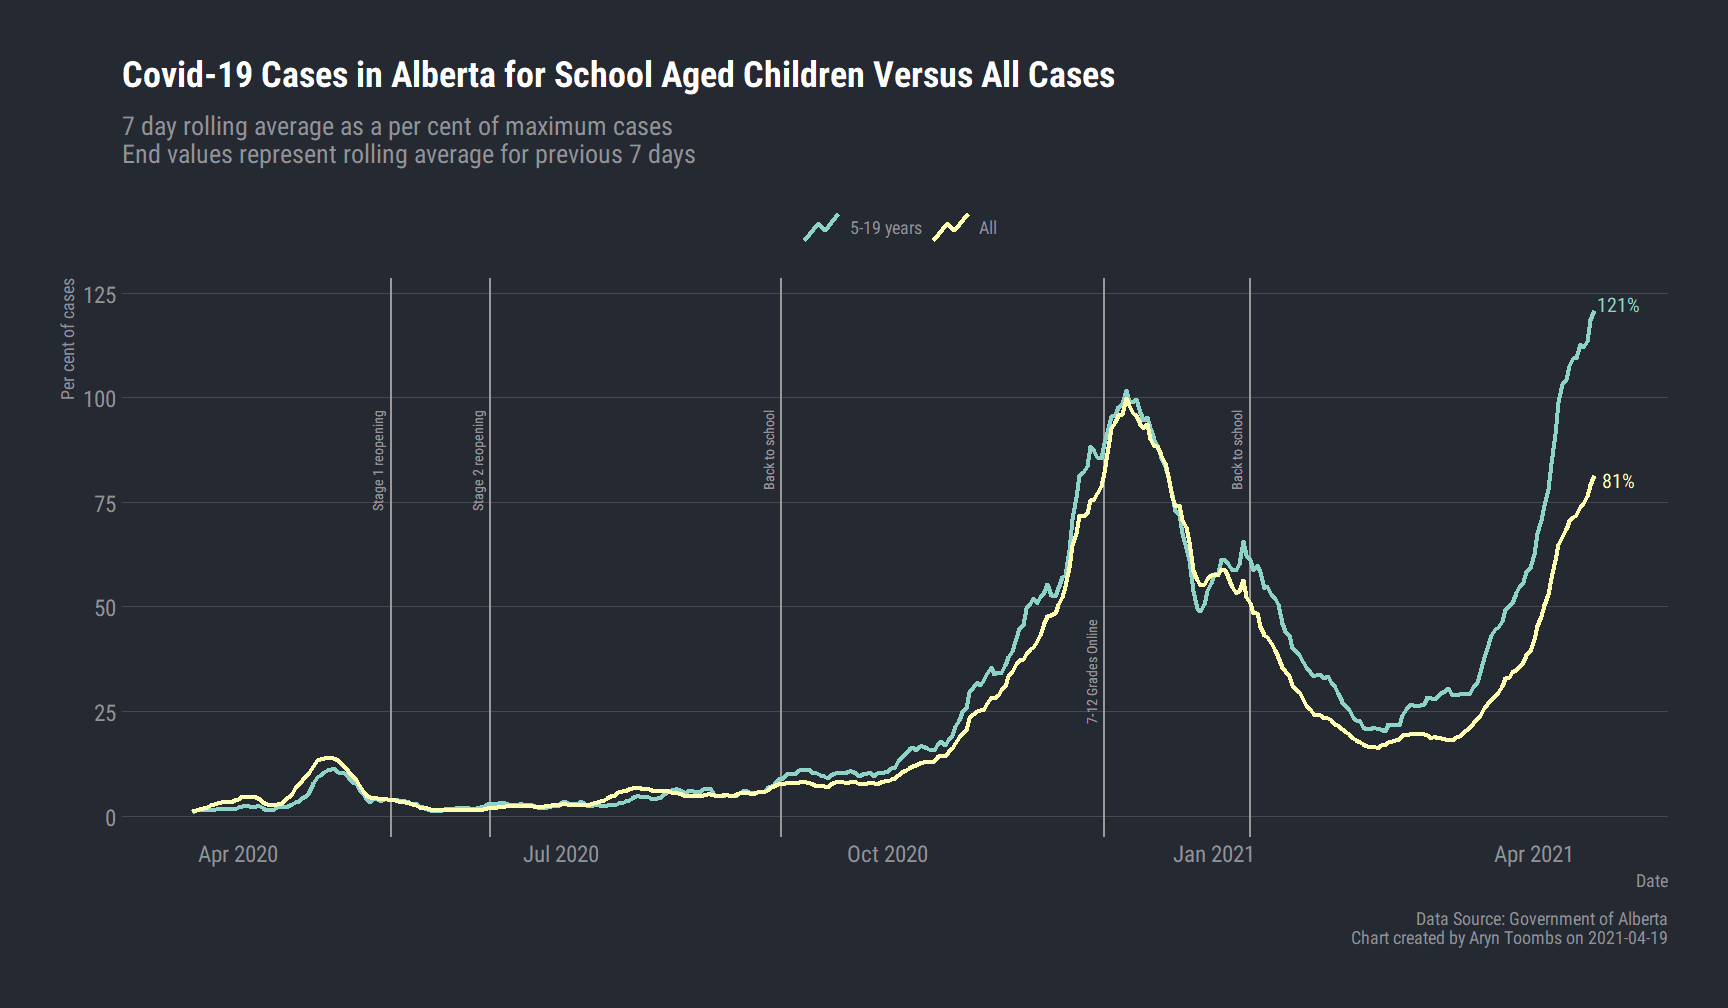 Covid-19 Cases in Alberta for School Aged Children Versus All Cases
7 day rolling average as a per cent of maximum cases
End values represent rolling average for previous 7 days
5-19 years
All
Per cent of cases
125
100
75
50
25
0
Stage 1 reopening
Stage 2 reopening
Back to school
7-12 Grades Online
Back to school
121%
81%
Apr 2020
Jul 2020
Oct 2020
Jan 2021
Apr 2021
Date
Data Source: Government of Alberta
Chart created by Aryn Toombs on 2021-04-19